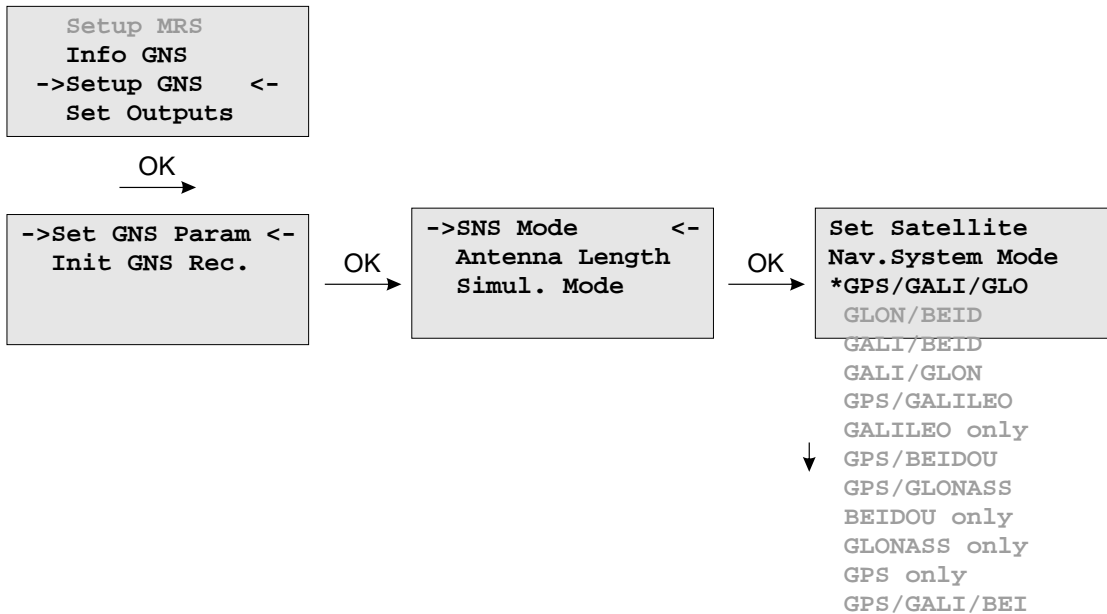 Setup MRS
Info GNS
->Setup GNS <-
Set Outputs
OK
->Set GNS Param <-
Init GNS Rec.
OK
->SNS Mode <-
Antenna Length
Simul. Mode
OK
Set Satellite
Nav.System Mode
*GPS/GALI/GLO
GLON/BEID
GALI/BEID
GALI/GLON
GPS/GALILEO
GALILEO only
GPS/BEIDOU
GPS/GLONASS
BEIDOU only
GLONASS only
GPS only
GPS/GALI/BEI